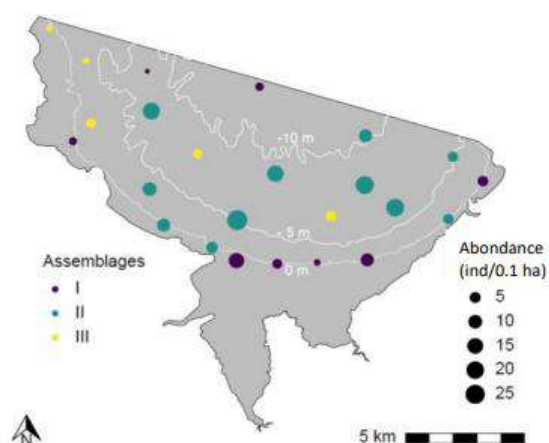 -10 m
- 5 m
0 m
Assemblages
I
II
III
Abondance
(ind/0.1 ha)
5
10
15
20
25
N
5 km